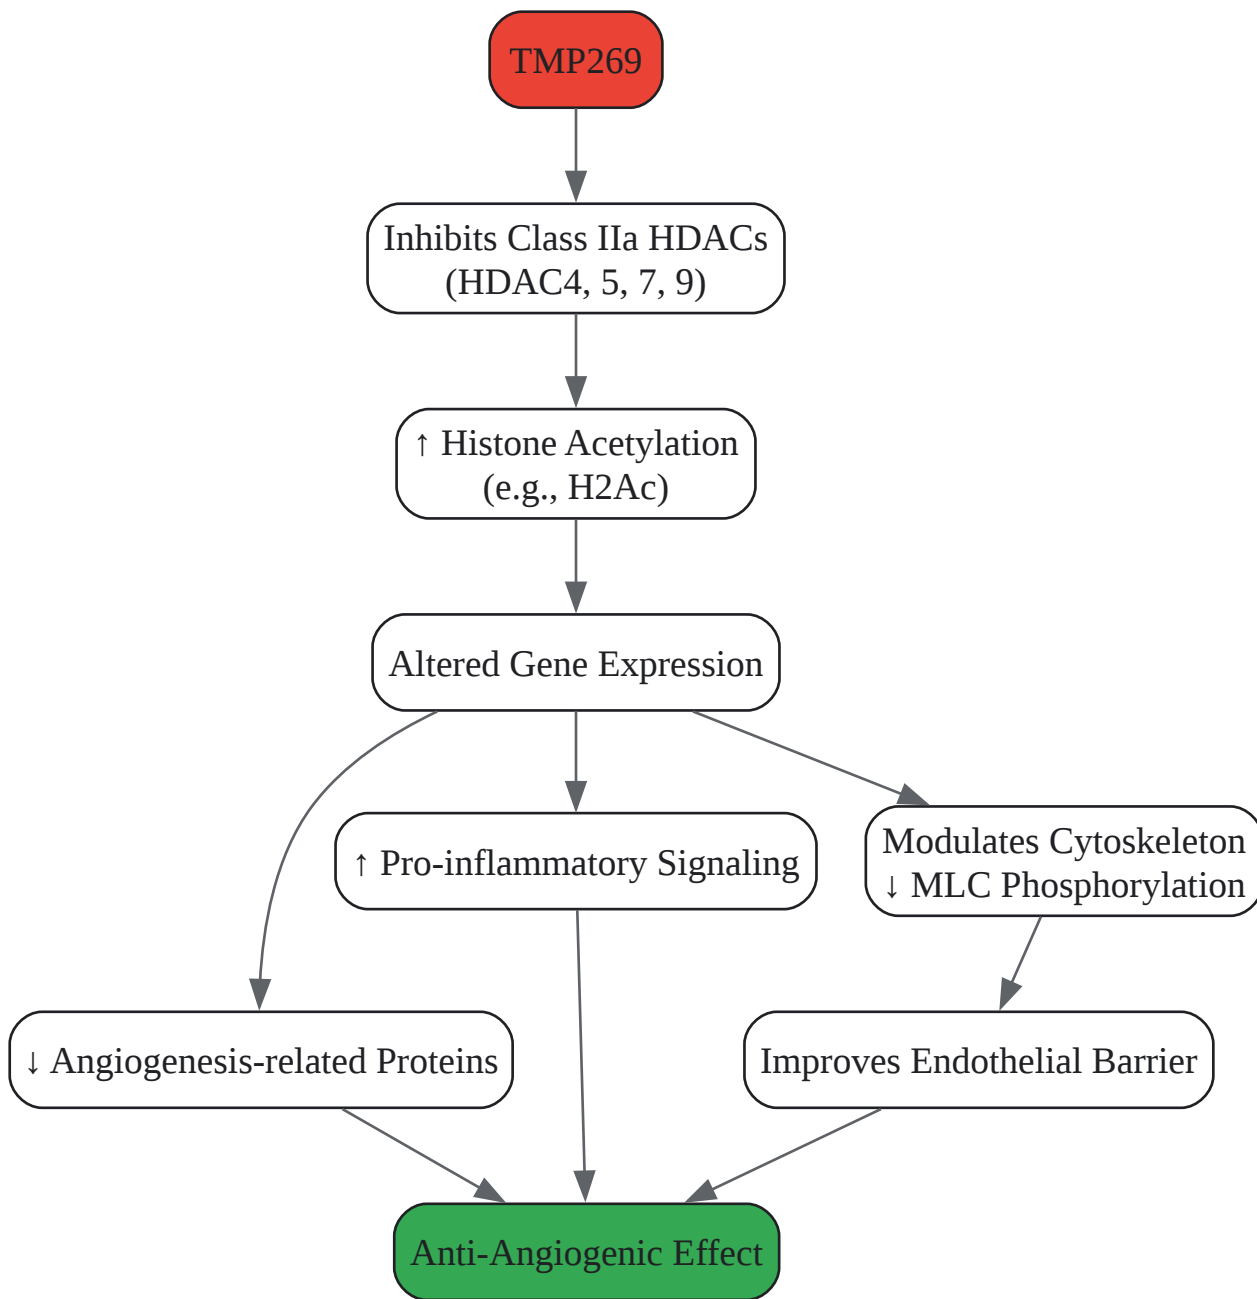 TMP269
Inhibits Class IIa HDACs
(HDAC4, 5, 7, 9)
↑ Histone Acetylation
(e.g., H2Ac)
Altered Gene Expression
↑ Pro-inflammatory Signaling
Modulates Cytoskeleton
↓ MLC Phosphorylation
↓ Angiogenesis-related Proteins
Improves Endothelial Barrier
Anti-Angiogenic Effect